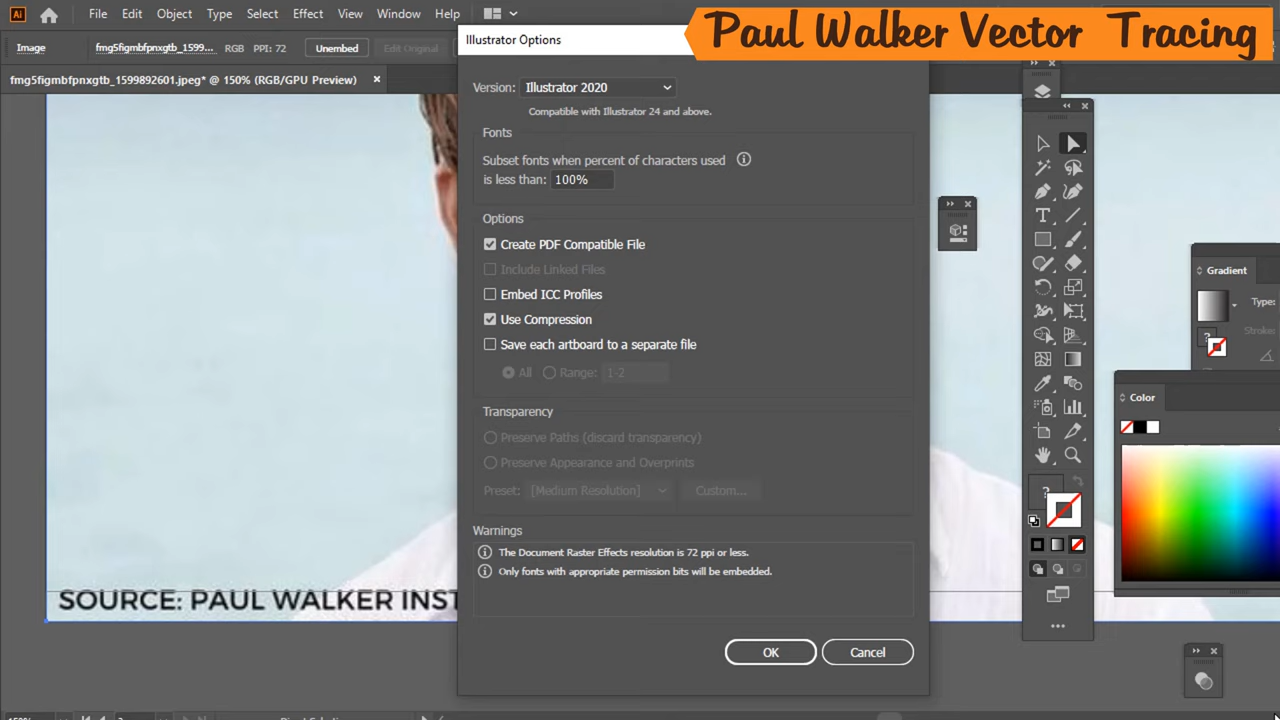 Paul Walker Vector Tracing
Ai File Edit Object Type Select Effect View Window Help
Image fmg5figmbfpnxgtb_1599... RGB PPI: 72 Unembed Edit Original
fmg5figmbfpnxgtb_1599892601.jpeg* @ 150% (RGB/GPU Preview)
Illustrator Options
Version: Illustrator 2020
Compatible with Illustrator 24 and above.
Fonts
Subset fonts when percent of characters used
is less than: 100%
Options
Create PDF Compatible File
Include Linked Files
Embed ICC Profiles
Use Compression
Save each artboard to a separate file
All Range: 1-2
Transparency
Preserve Paths (discard transparency)
Preserve Appearance and Overprints
Preset: [Medium Resolution] Custom...
Warnings
The Document Raster Effects resolution is 72 ppi or less.
Only fonts with appropriate permission bits will be embedded.
OK Cancel
Gradient
Type:
Stroke:
Color
SOURCE: PAUL WALKER INST